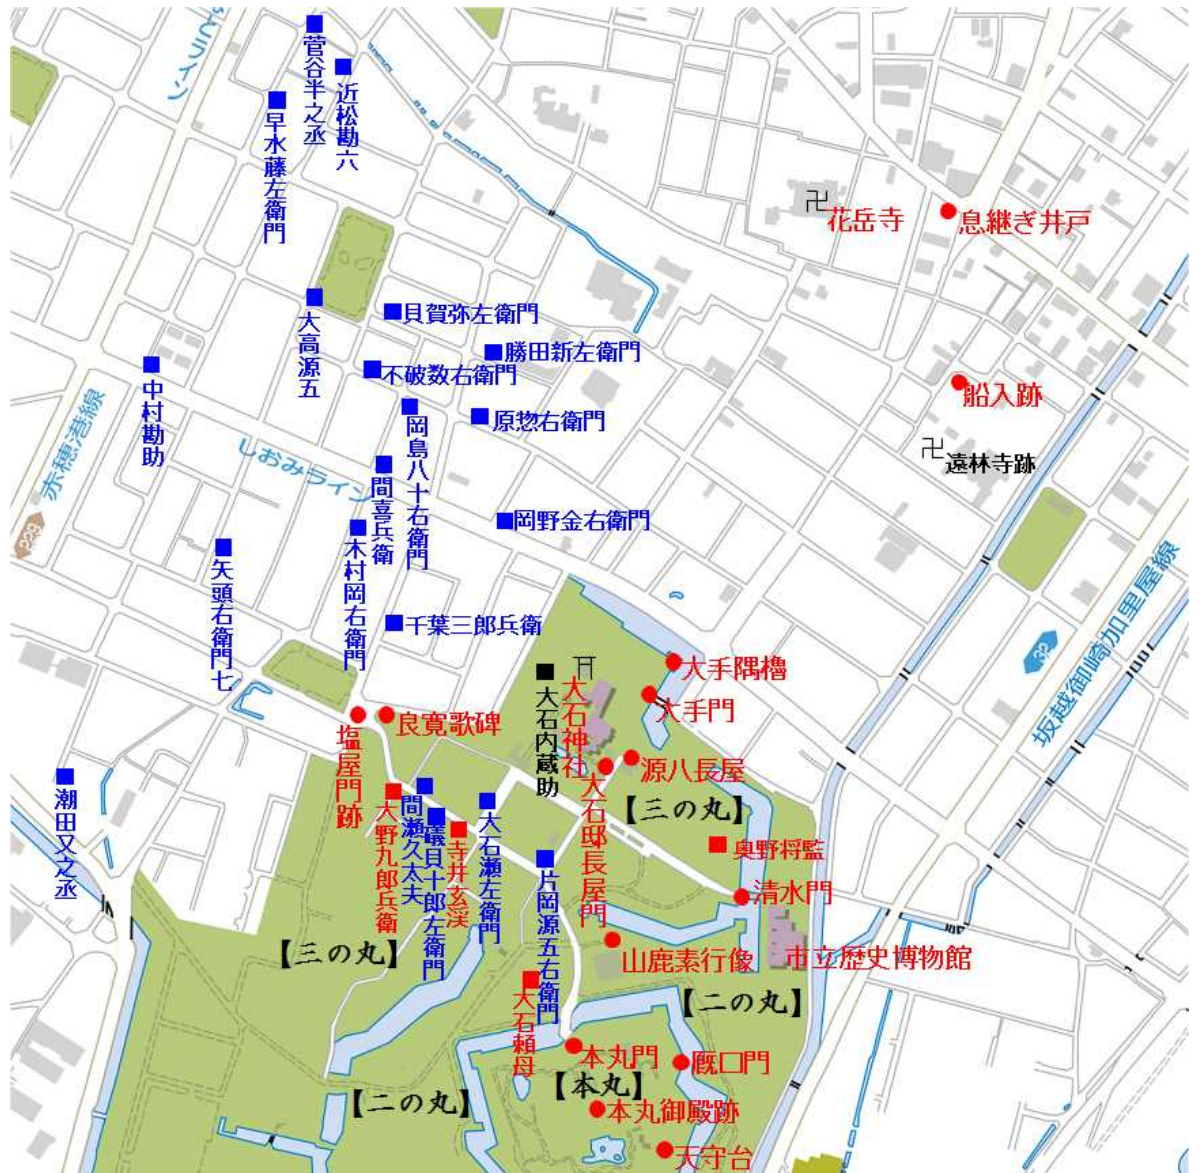 菅谷半之丞
近松勘六
早水藤左衛門
花岳寺
息継ぎ井戸
大高源五
貝賀弥左衛門
勝田新左衛門
不破数右衛門
中村勘助
船入跡
岡島八十右衛門
原惣右衛門
赤穂港線
しおみライン
遠林寺跡
間喜兵衛
岡野金右衛門
329
木村岡右衛門
矢頭右衛門七
千葉三郎兵衛
32
坂越御崎加里屋線
大手隅櫓
大石神社
大石内蔵助
大手門
塩屋門跡
良寛歌碑
源八長屋
大石邸長屋門
【三の丸】
潮田又之丞
大野九郎兵衛
間瀬久太夫
礒貝十郎左衛門
寺井玄渓
大石瀬左衛門
片岡源五右衛門
奥野将監
清水門
【三の丸】
山鹿素行像
市立歴史博物館
大石頼母
【二の丸】
本丸門
厩口門
【本丸】
【二の丸】
本丸御殿跡
天守台